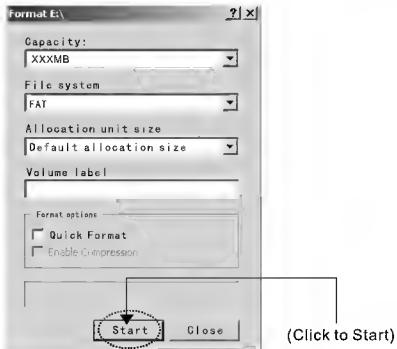 Format E:\ ? x
Capacity:
XXXMB
File system
FAT
Allocation unit size
Default allocation size
Volume label
Format options
Quick Format
Enable Compression
Start Close
(Click to Start)